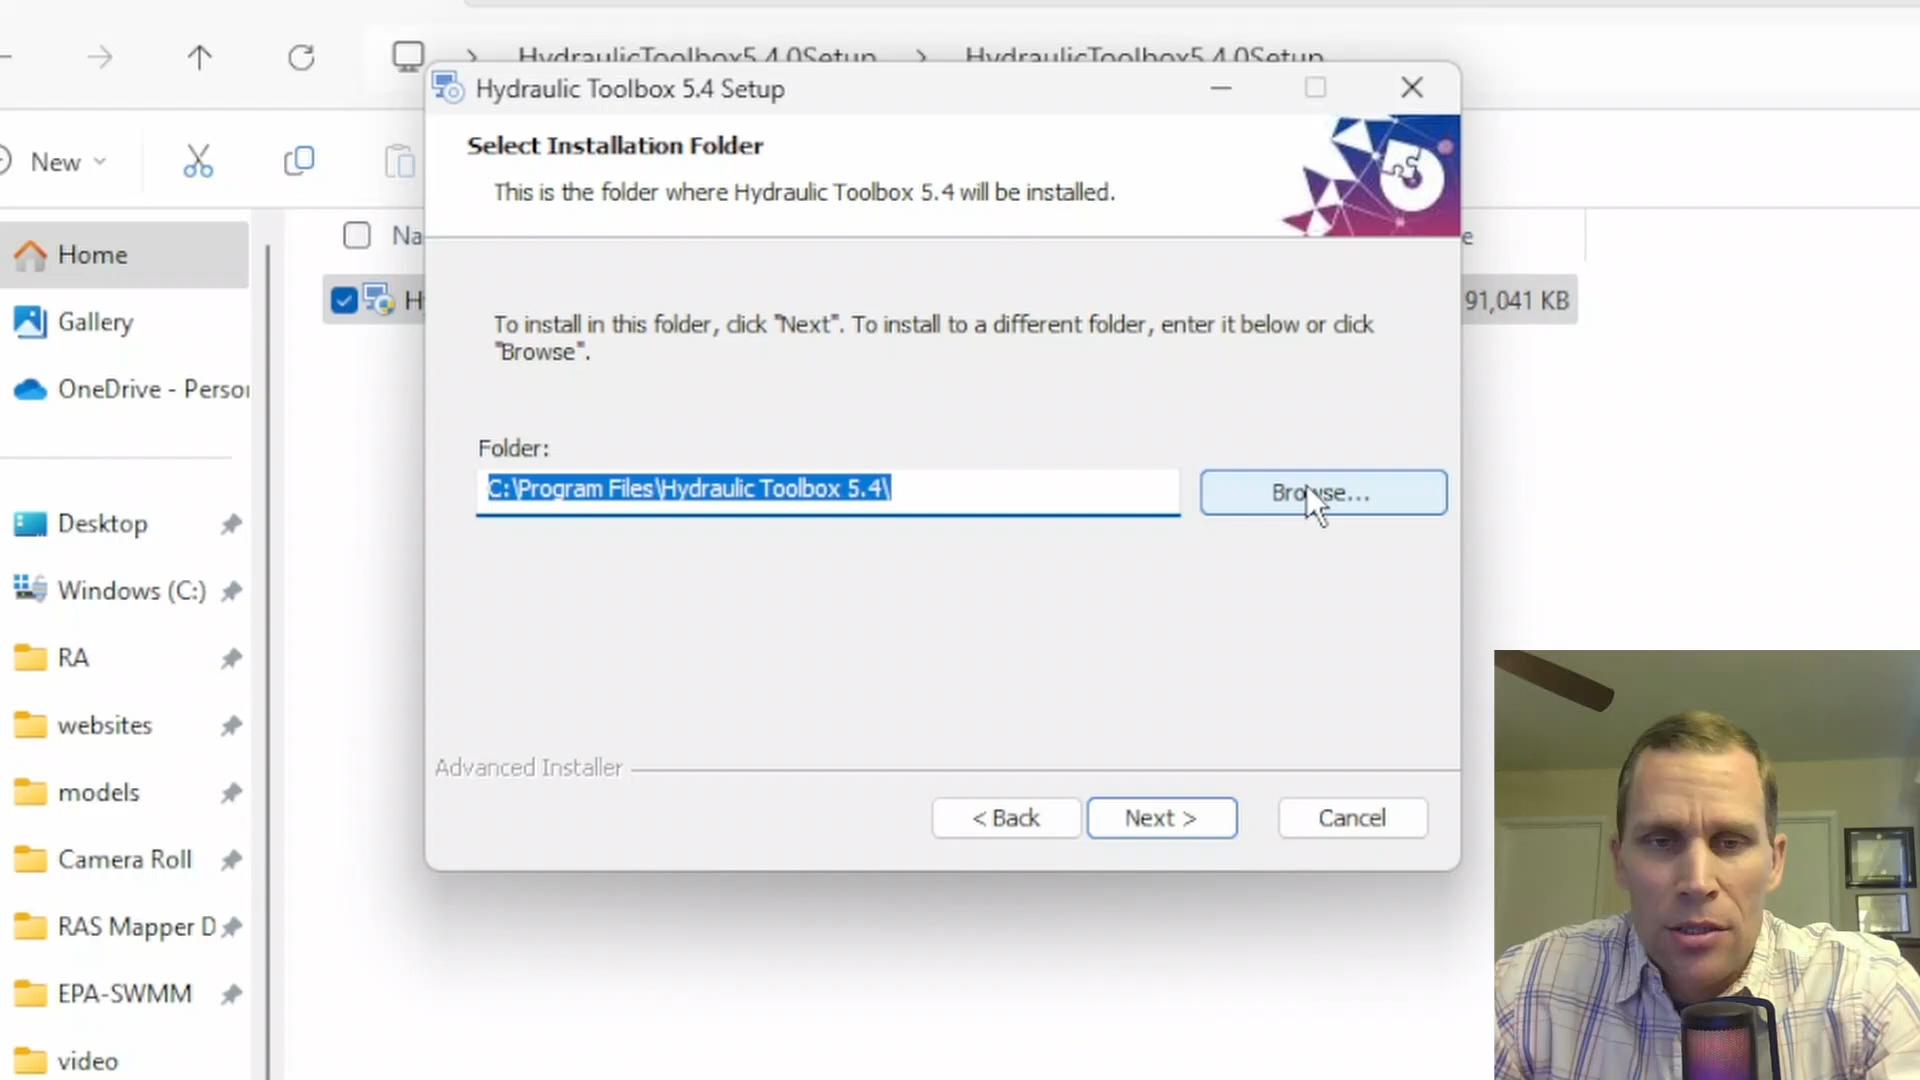 HydraulicToolbox5.4.0Setup > HydraulicToolbox5.4.0Setup
Hydraulic Toolbox 5.4 Setup
Select Installation Folder
This is the folder where Hydraulic Toolbox 5.4 will be installed.
New
Na
e
Hy
91,041 KB
To install in this folder, click "Next". To install to a different folder, enter it below or click
"Browse".
Folder:
C:\Program Files\Hydraulic Toolbox 5.4\
Browse...
Advanced Installer
< Back
Next >
Cancel
Home
Gallery
OneDrive - Person
Desktop
Windows (C:)
RA
websites
models
Camera Roll
RAS Mapper D
EPA-SWMM
video